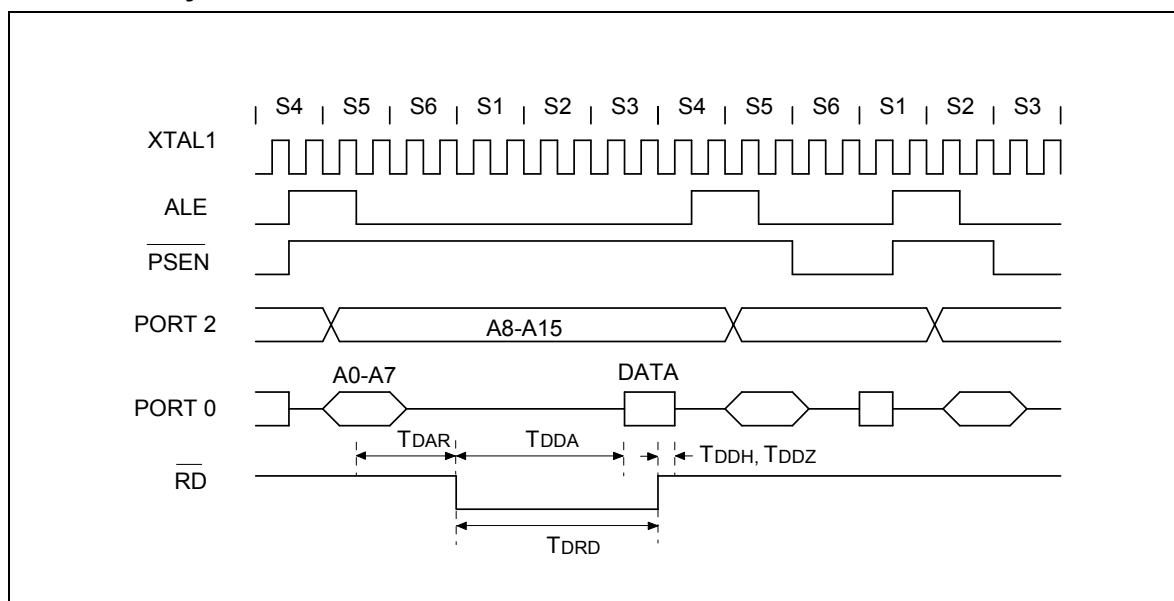 S4 S5 S6 S1 S2 S3 S4 S5 S6 S1 S2 S3
XTAL1
ALE
PSEN
PORT 2
A8-A15
A0-A7
DATA
PORT 0
TDAR
TDDA
TDDH, TDDZ
RD
TDRD